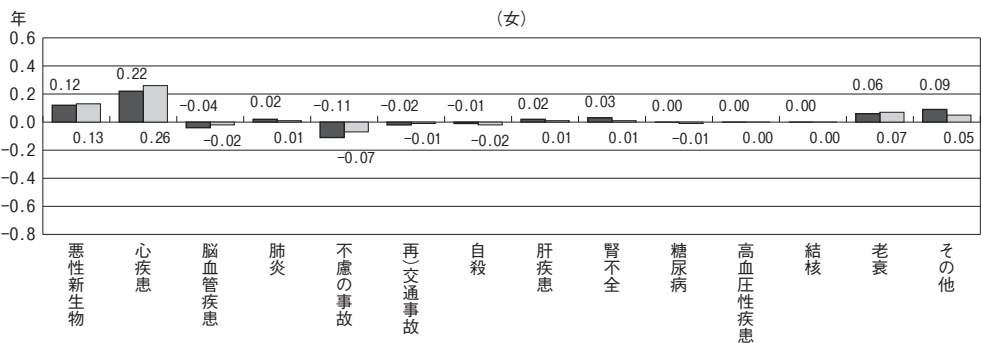 年
(女)
0.6
0.4
0.2
0.0
-0.2
-0.4
-0.6
-0.8
0.12 0.22 -0.04 0.02 -0.11 -0.02 -0.01 0.02 0.03 0.00 0.00 0.00 0.06 0.09
0.13 0.26 -0.02 0.01 -0.07 -0.01 -0.02 0.01 0.01 -0.01 0.00 0.00 0.07 0.05
悪性新生物
心疾患
脳血管疾患
肺炎
不慮の事故
再)交通事故
自殺
肝疾患
腎不全
糖尿病
高血圧性疾患
結核
老衰
その他